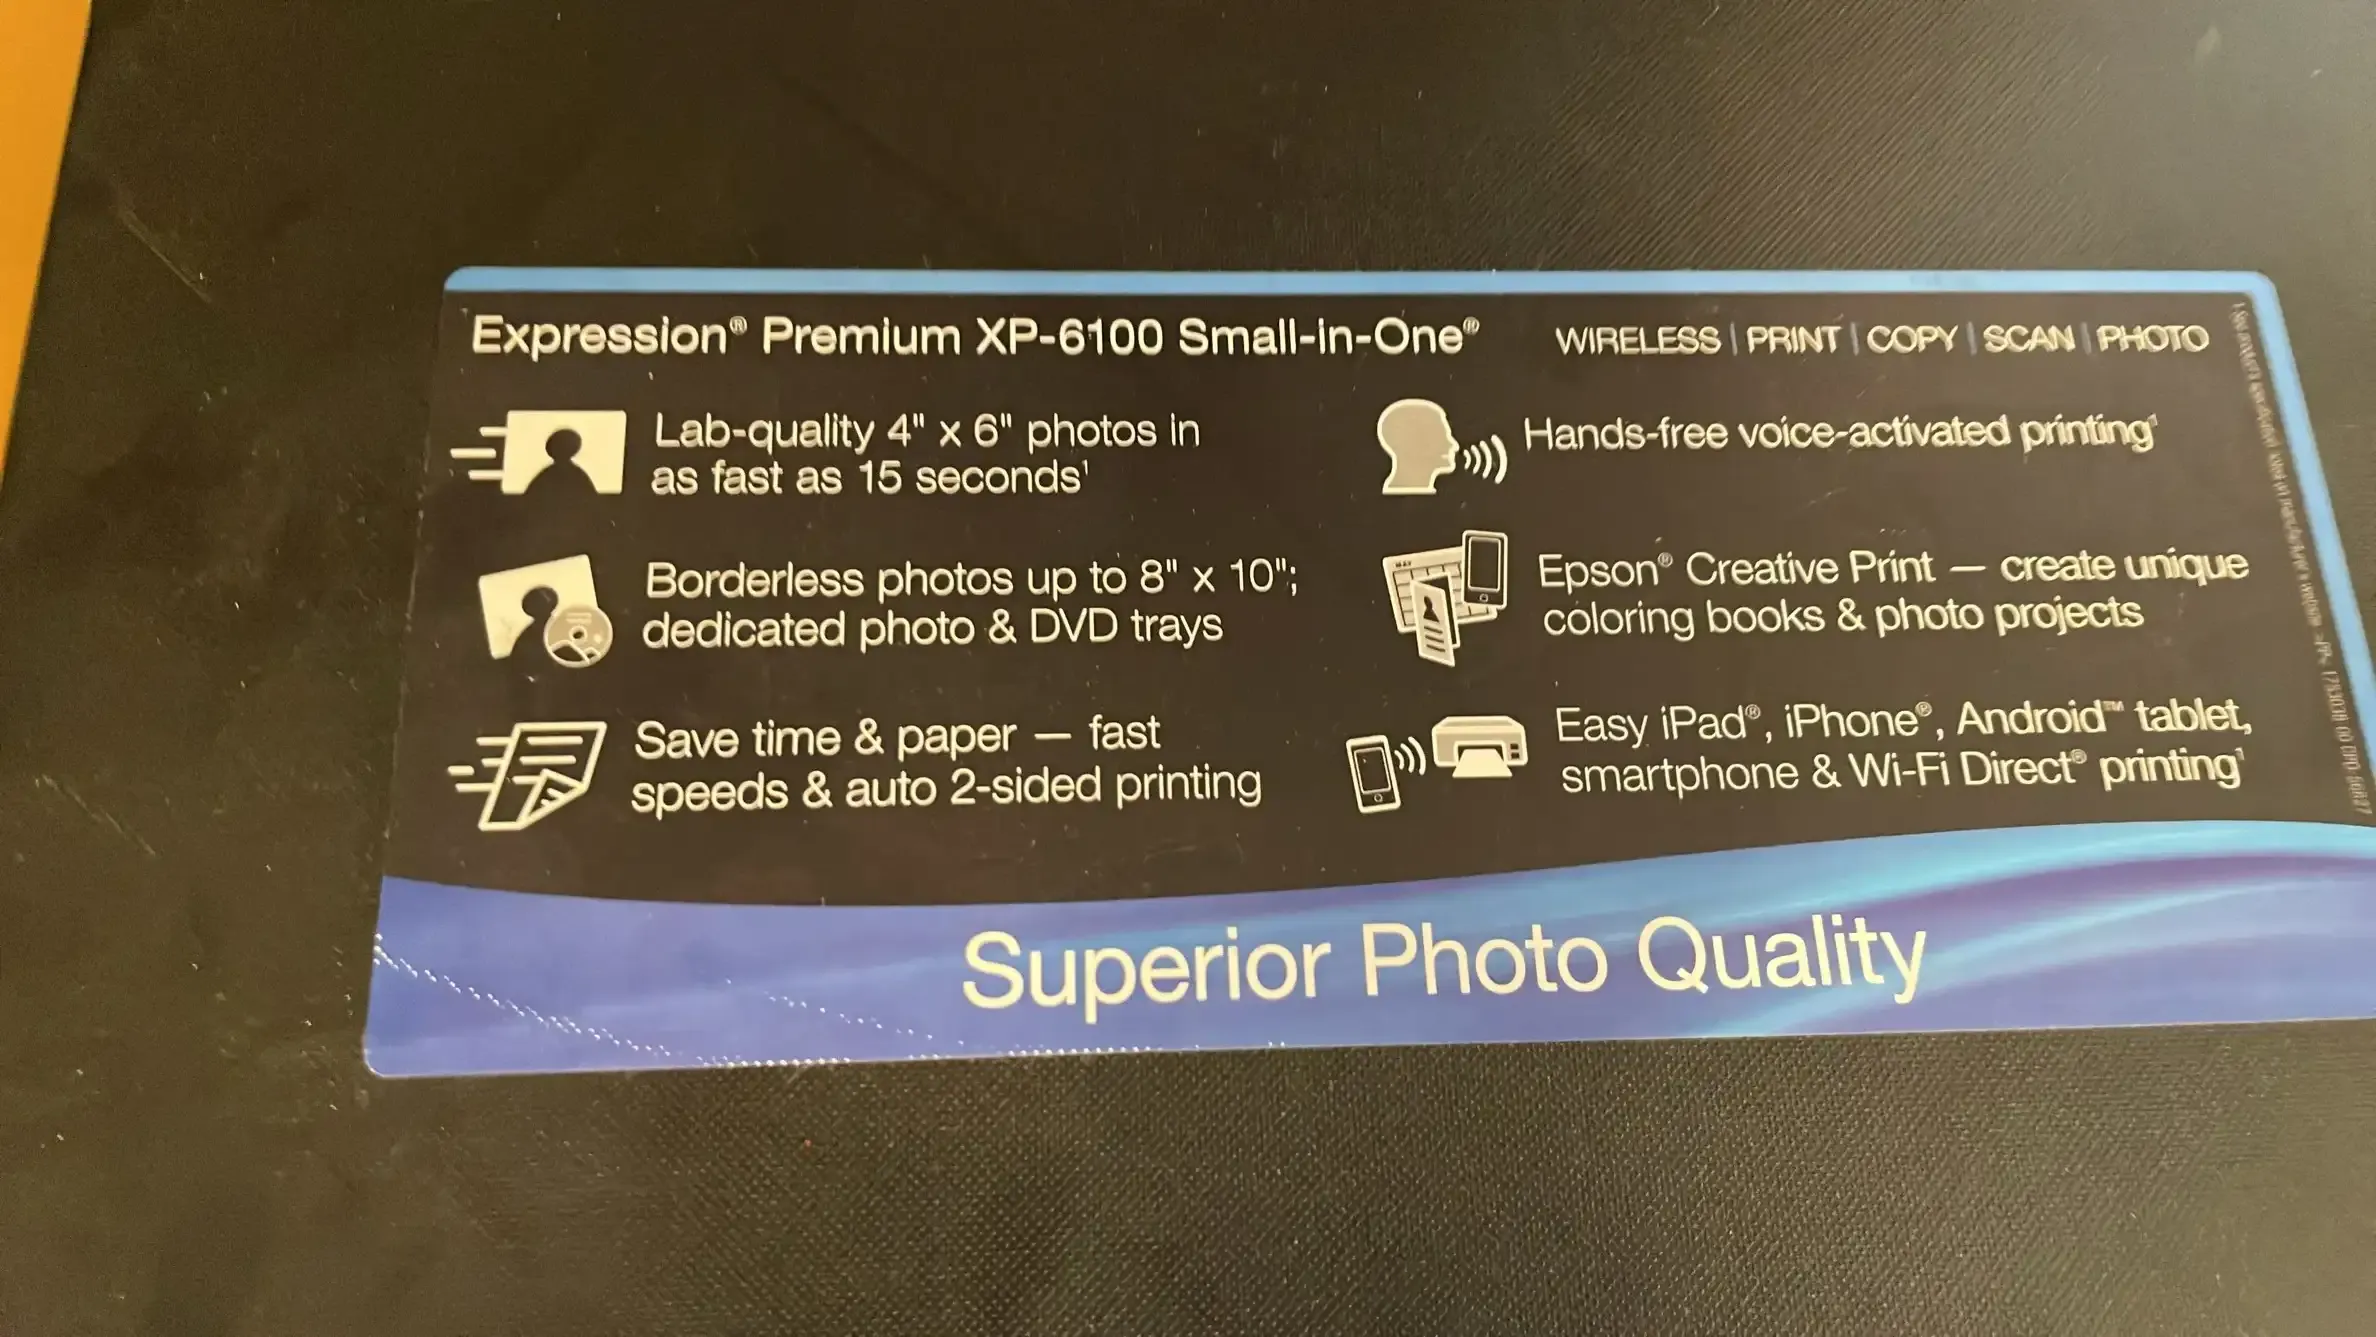 Expression® Premium XP-6100 Small-in-One®
WIRELESS | PRINT | COPY | SCAN | PHOTO
Lab-quality 4" x 6" photos in
as fast as 15 seconds¹
Borderless photos up to 8" x 10";
dedicated photo & DVD trays
Save time & paper — fast
speeds & auto 2-sided printing
Hands-free voice-activated printing¹
MAY
Epson® Creative Print — create unique
coloring books & photo projects
Easy iPad®, iPhone®, Android™ tablet,
smartphone & Wi-Fi Direct® printing¹
Superior Photo Quality